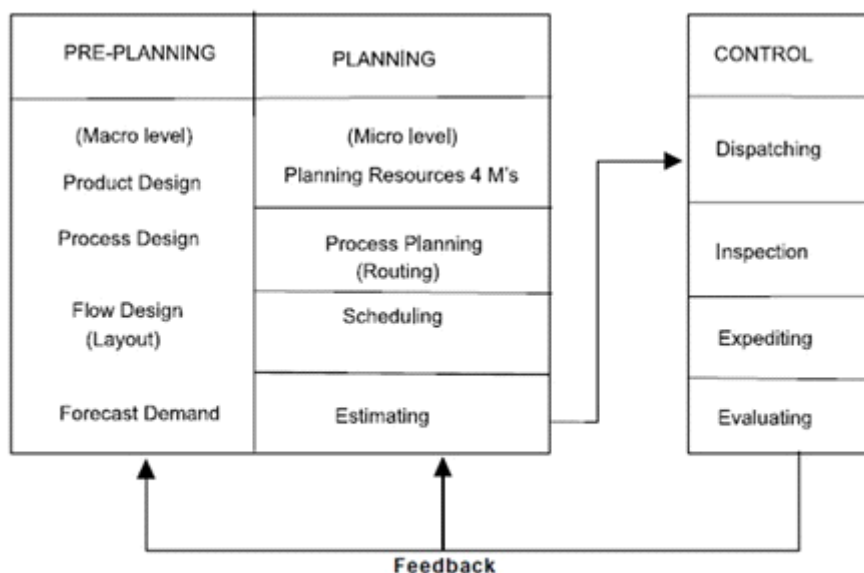 PRE-PLANNING
(Macro level)
Product Design
Process Design
Flow Design
(Layout)
Forecast Demand
PLANNING
(Micro level)
Planning Resources 4 M's
Process Planning
(Routing)
Scheduling
Estimating
CONTROL
Dispatching
Inspection
Expediting
Evaluating
Feedback